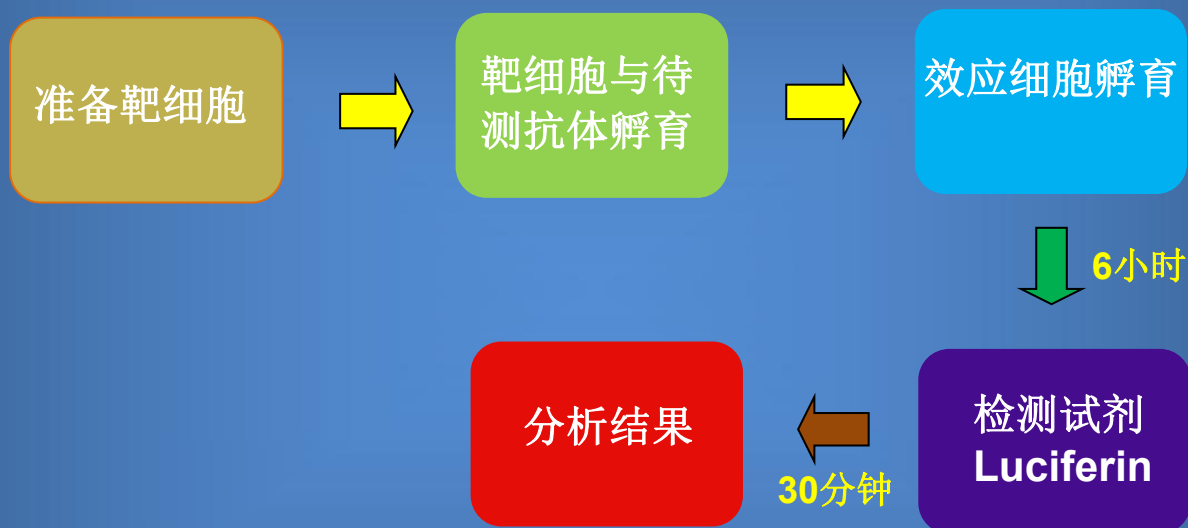 准备靶细胞
靶细胞与待
测抗体孵育
效应细胞孵育
6小时
检测试剂
Luciferin
30分钟
分析结果